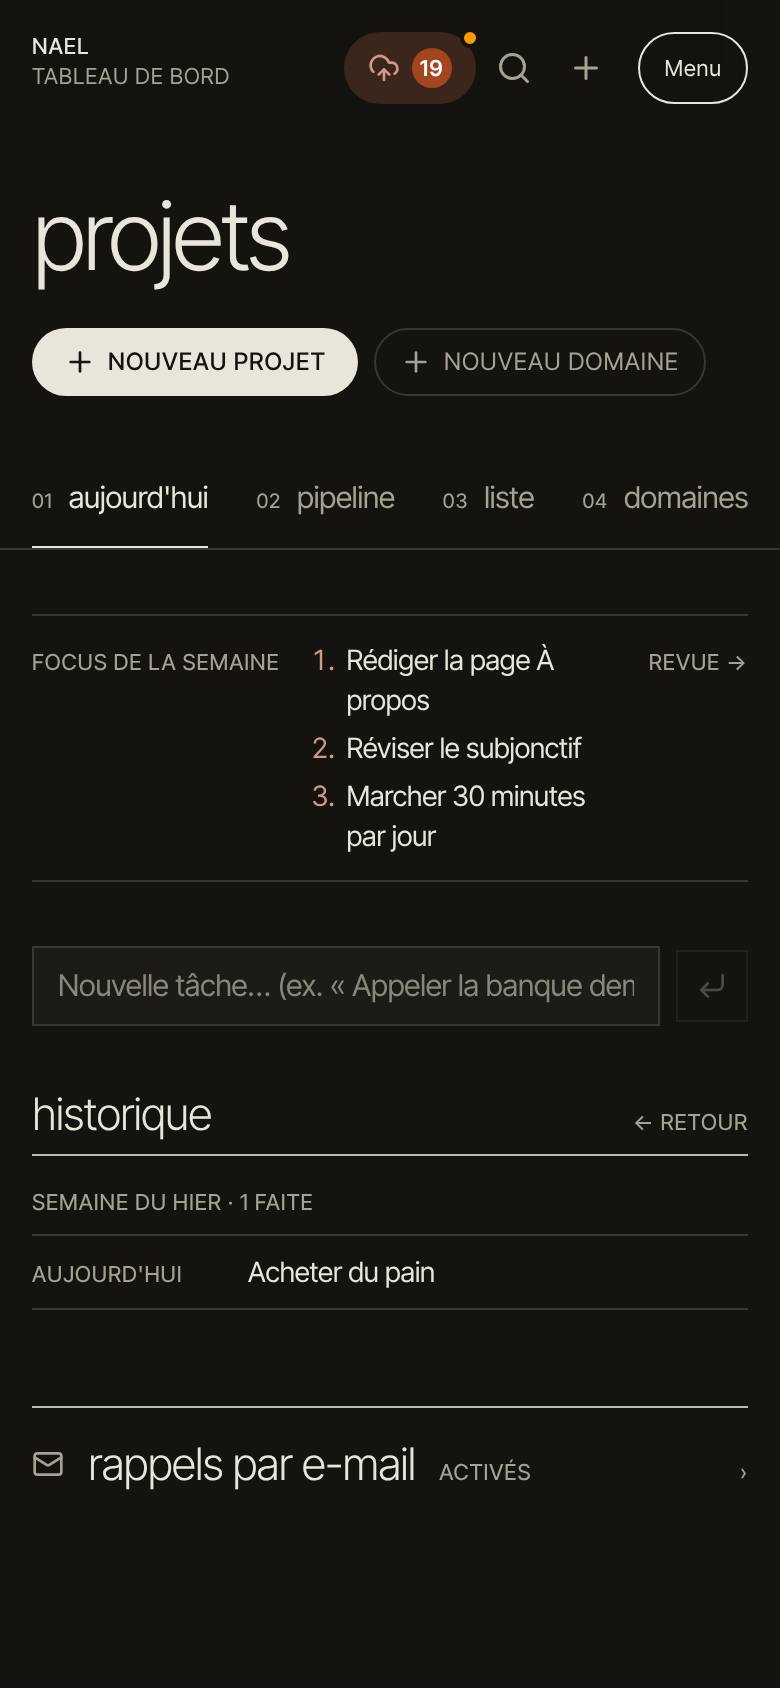 NAEL
TABLEAU DE BORD
19
Menu
projets
+ NOUVEAU PROJET
+ NOUVEAU DOMAINE
01 aujourd'hui
02 pipeline
03 liste
04 domaines
FOCUS DE LA SEMAINE
1. Rédiger la page À
propos
2. Réviser le subjonctif
3. Marcher 30 minutes
par jour
REVUE →
Nouvelle tâche… (ex. « Appeler la banque
historique
← RETOUR
SEMAINE DU HIER · 1 FAITE
AUJOURD'HUI Acheter du pain
rappels par e-mail ACTIVÉS ›